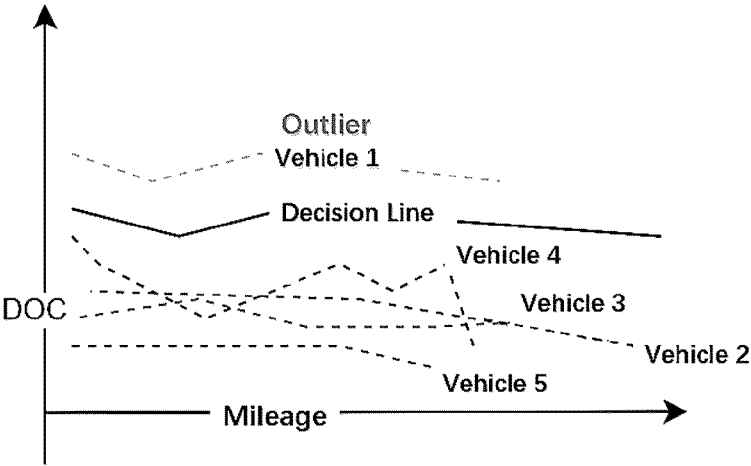 Outlier
Vehicle 1
Decision Line
Vehicle 4
DOC
Vehicle 3
Vehicle 2
Vehicle 5
Mileage